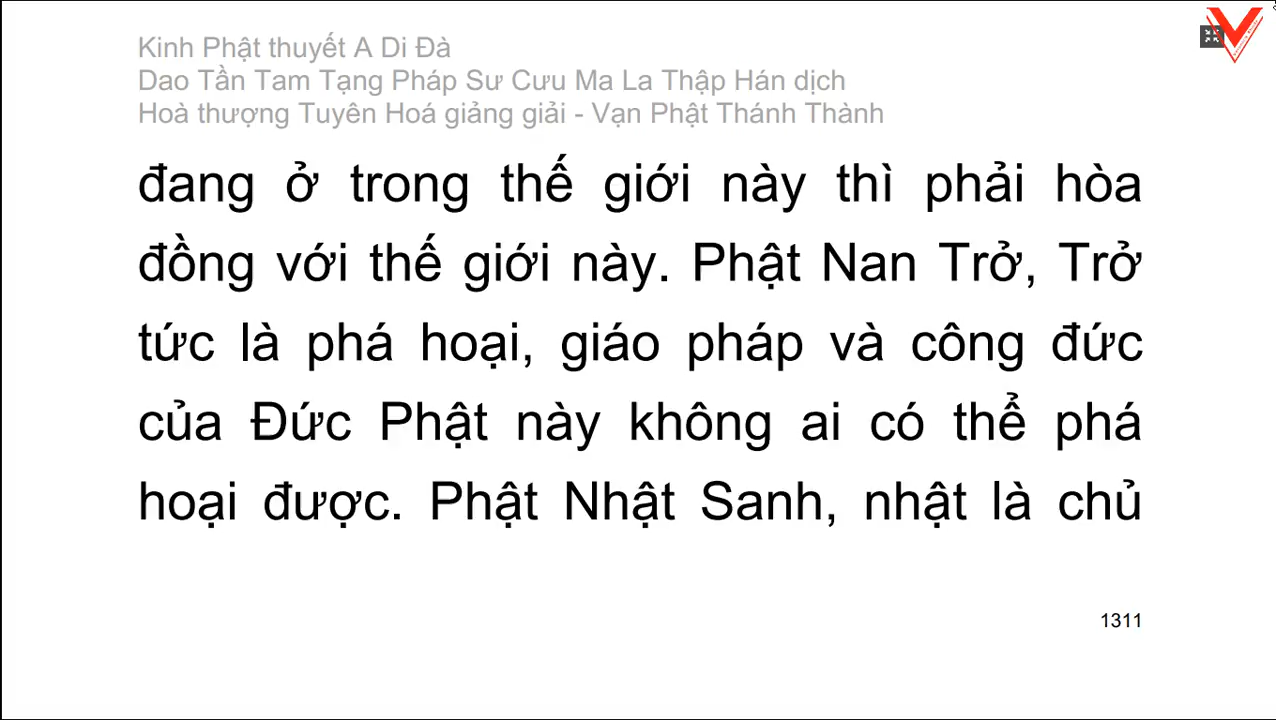 Kinh Phật thuyết A Di Đà
Dao Tần Tam Tạng Pháp Sư Cưu Ma La Thập Hán dịch
Hoà thượng Tuyên Hoá giảng giải - Vạn Phật Thánh Thành
đang ở trong thế giới này thì phải hòa
đồng với thế giới này. Phật Nan Trở, Trở
tức là phá hoại, giáo pháp và công đức
của Đức Phật này không ai có thể phá
hoại được. Phật Nhật Sanh, nhật là chủ
1311